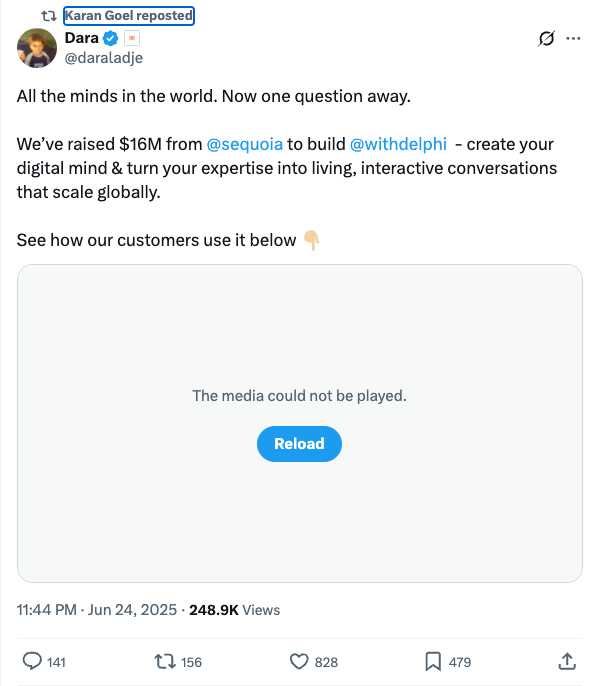 Karan Goel reposted
Dara
@daraladje
All the minds in the world. Now one question away.
We’ve raised $16M from @sequoia to build @withdelphi - create your
digital mind & turn your expertise into living, interactive conversations
that scale globally.
See how our customers use it below 👇🏼
The media could not be played.
Reload
11:44 PM · Jun 24, 2025 · 248.9K Views
141 156 828 479